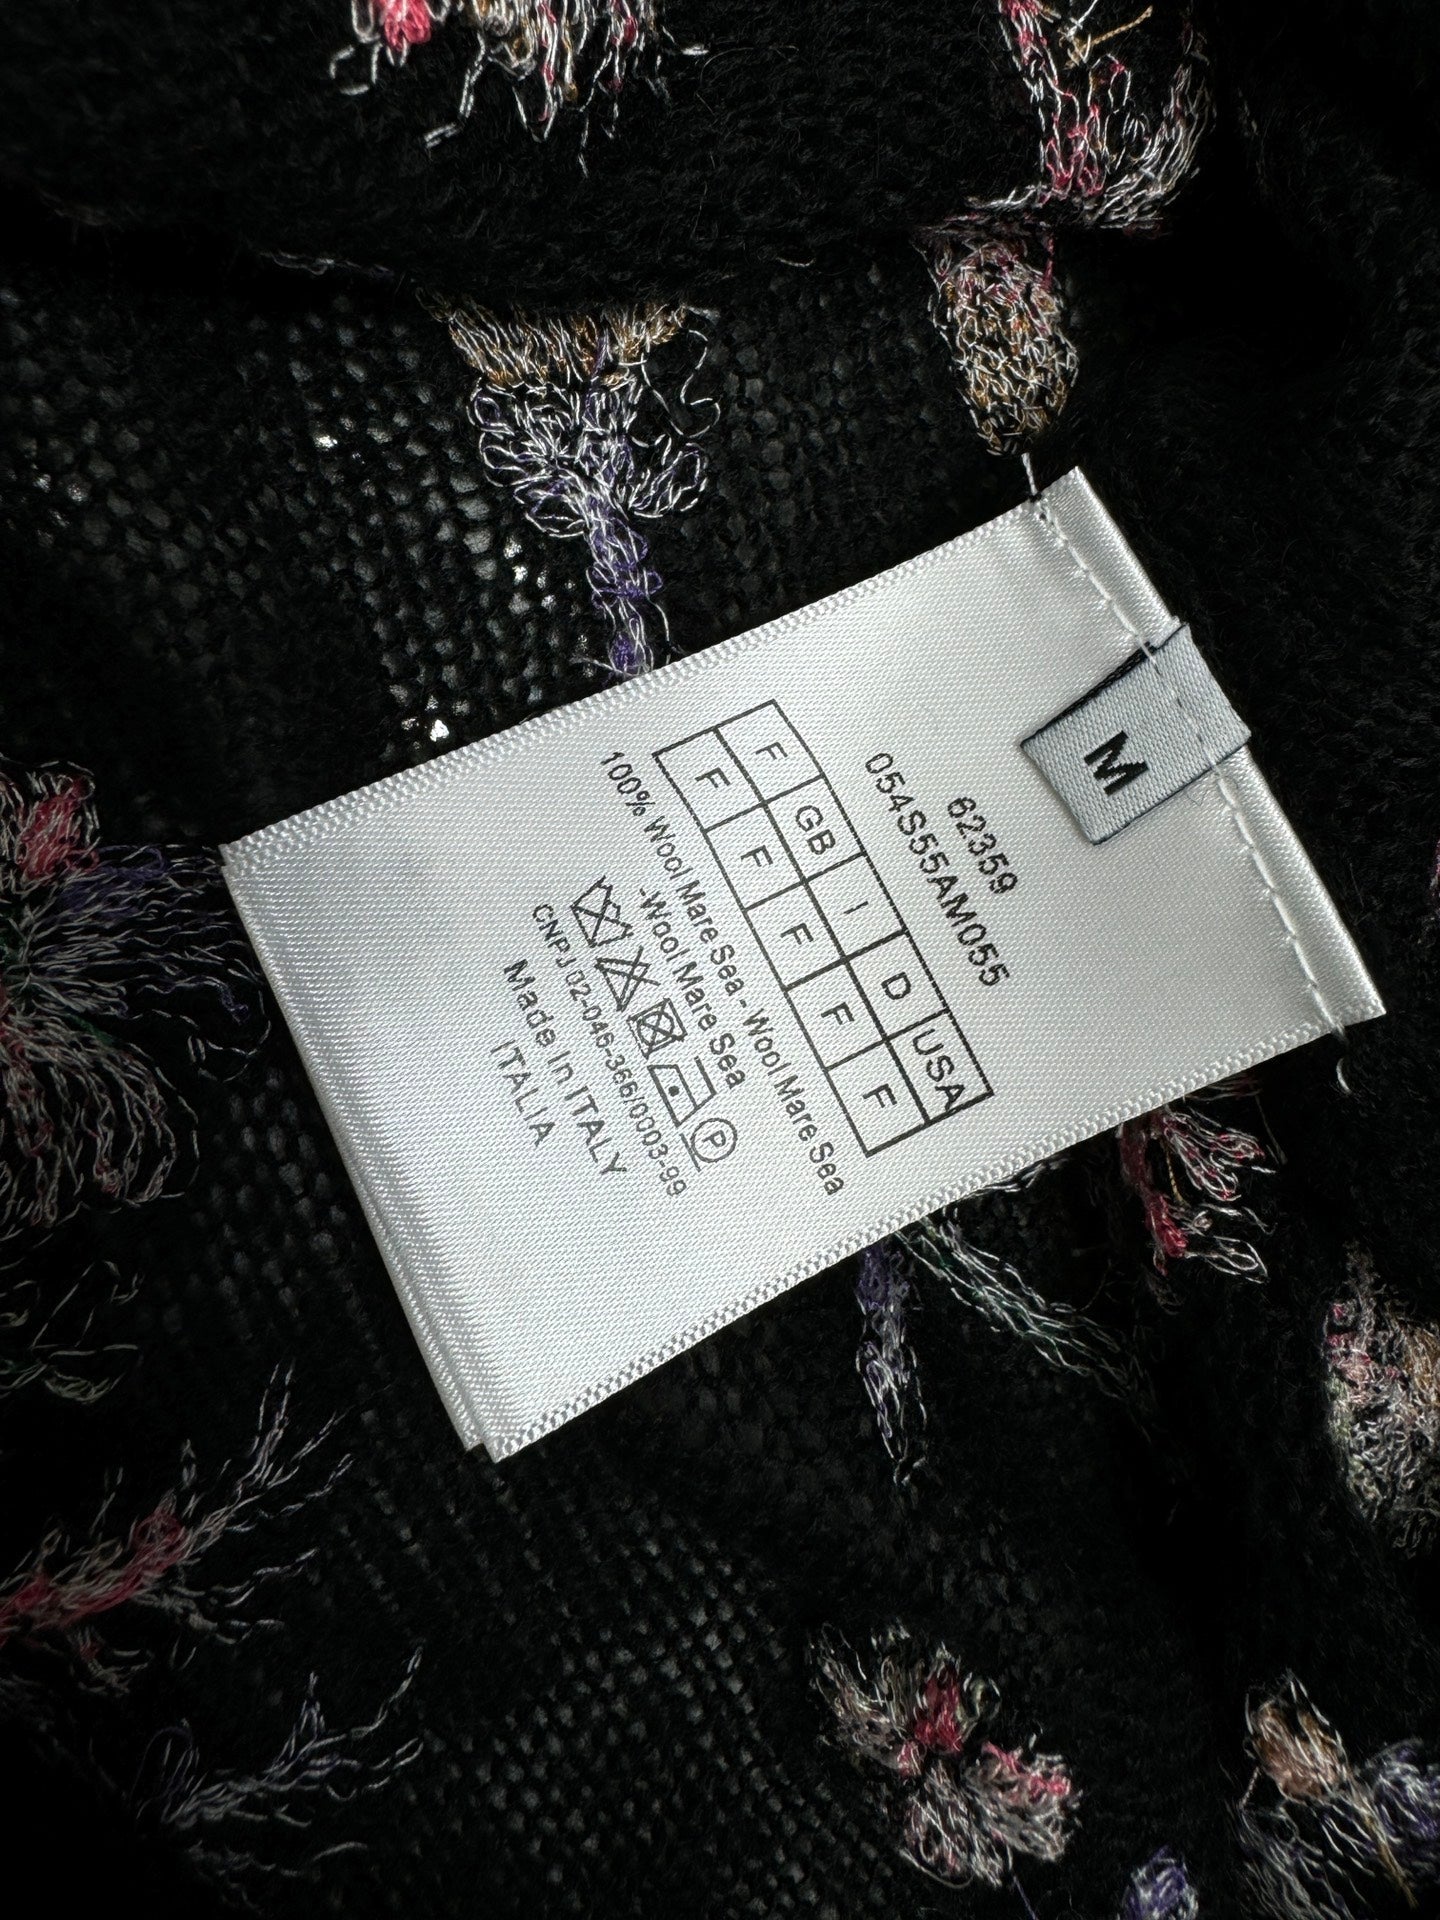 M
62359
054S55AM055
F GB I D USA
F F F F F
100% Wool Mare Sea - Wool Mare Sea
-Wool Mare Sea
P
CNPJ 02-046-366/0003-99
Made In ITALY
ITALIA